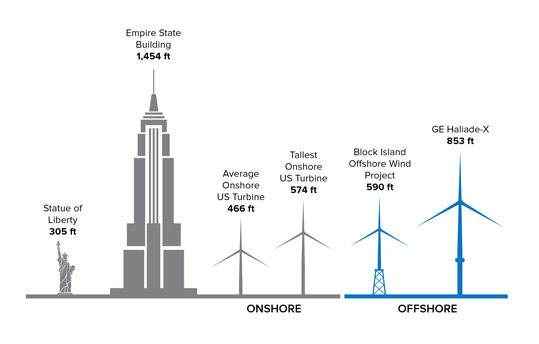 Empire State
Building
1,454 ft
Statue of
Liberty
305 ft
Average
Onshore
US Turbine
466 ft
Tallest
Onshore
US Turbine
574 ft
Block Island
Offshore Wind
Project
590 ft
GE Haliade-X
853 ft
ONSHORE
OFFSHORE